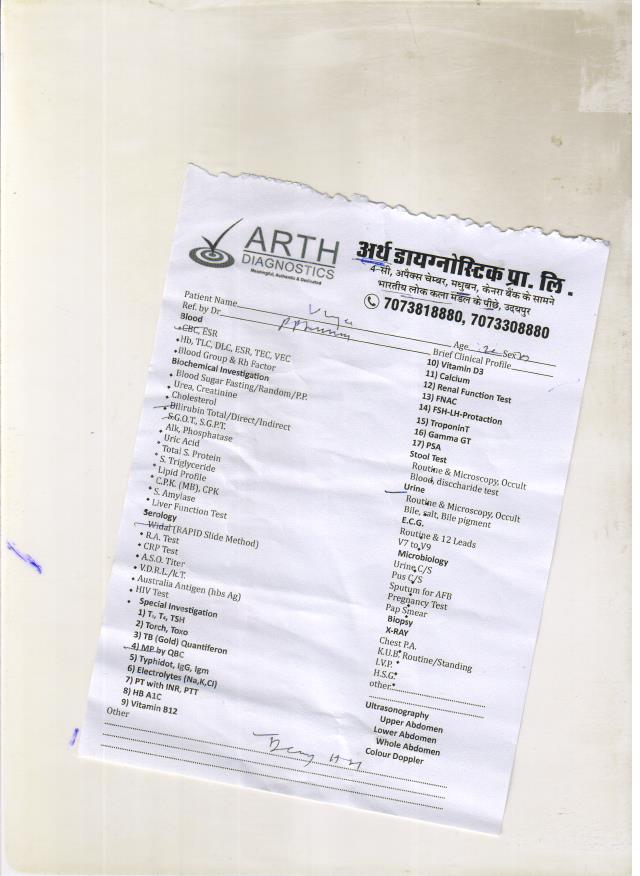 ARTH
DIAGNOSTICS
Meaningful, Authentic & Dedicated
अर्थ डायग्नोस्टिक प्रा. लि .
4-सी, अपैक्स चेम्बर, मधुबन, केनरा बैंक के सामने
भारतीय लोक कला मंडल के पीछे, उदयपुर
7073818880, 7073308880
Patient Name
Age Sex
Ref. by Dr
Brief Clinical Profile
Blood
• CBC, ESR
• Hb, TLC, DLC, ESR, TEC, VEC
• Blood Group & Rh Factor
Biochemical Investigation
• Blood Sugar Fasting/Random/P.P.
• Urea, Creatinine
• Cholesterol
• Bilirubin Total/Direct/Indirect
• S.G.O.T, S.G.P.T.
• Alk, Phosphatase
• Uric Acid
• Total S. Protein
• S. Triglyceride
• Lipid Profile
• C.P.K. (MB), CPK
• S. Amylase
• Liver Function Test
Serology
• Widal (RAPID Slide Method)
• R.A. Test
• CRP Test
• A.S.O. Titer
• V.D.R.L./k.T.
• Australia Antigen (hbs Ag)
• HIV Test
• Special Investigation
1) T₃, T₄, TSH
2) Torch, Toxo
3) TB (Gold) Quantiferon
4) MP by QBC
5) Typhidot, IgG, Igm
6) Electrolytes (Na,K,Cl)
7) PT with INR, PTT
8) HB A1C
9) Vitamin B12
Other
10) Vitamin D3
11) Calcium
12) Renal Function Test
13) FNAC
14) FSH-LH-Protaction
15) TroponinT
16) Gamma GT
17) PSA
Stool Test
Routine & Microscopy, Occult
Blood, disccharide test
Urine
Routine & Microscopy, Occult
Bile, salt, Bile pigment
E.C.G.
Routine & 12 Leads
V7 to V9
Microbiology
Urine C/S
Pus C/S
Sputum for AFB
Pregnancy Test
Pap Smear
Biopsy
X-RAY
Chest P.A.
K.U.B. Routine/Standing
I.V.P.
H.S.G.
other
Ultrasonography
Upper Abdomen
Lower Abdomen
Whole Abdomen
Colour Doppler